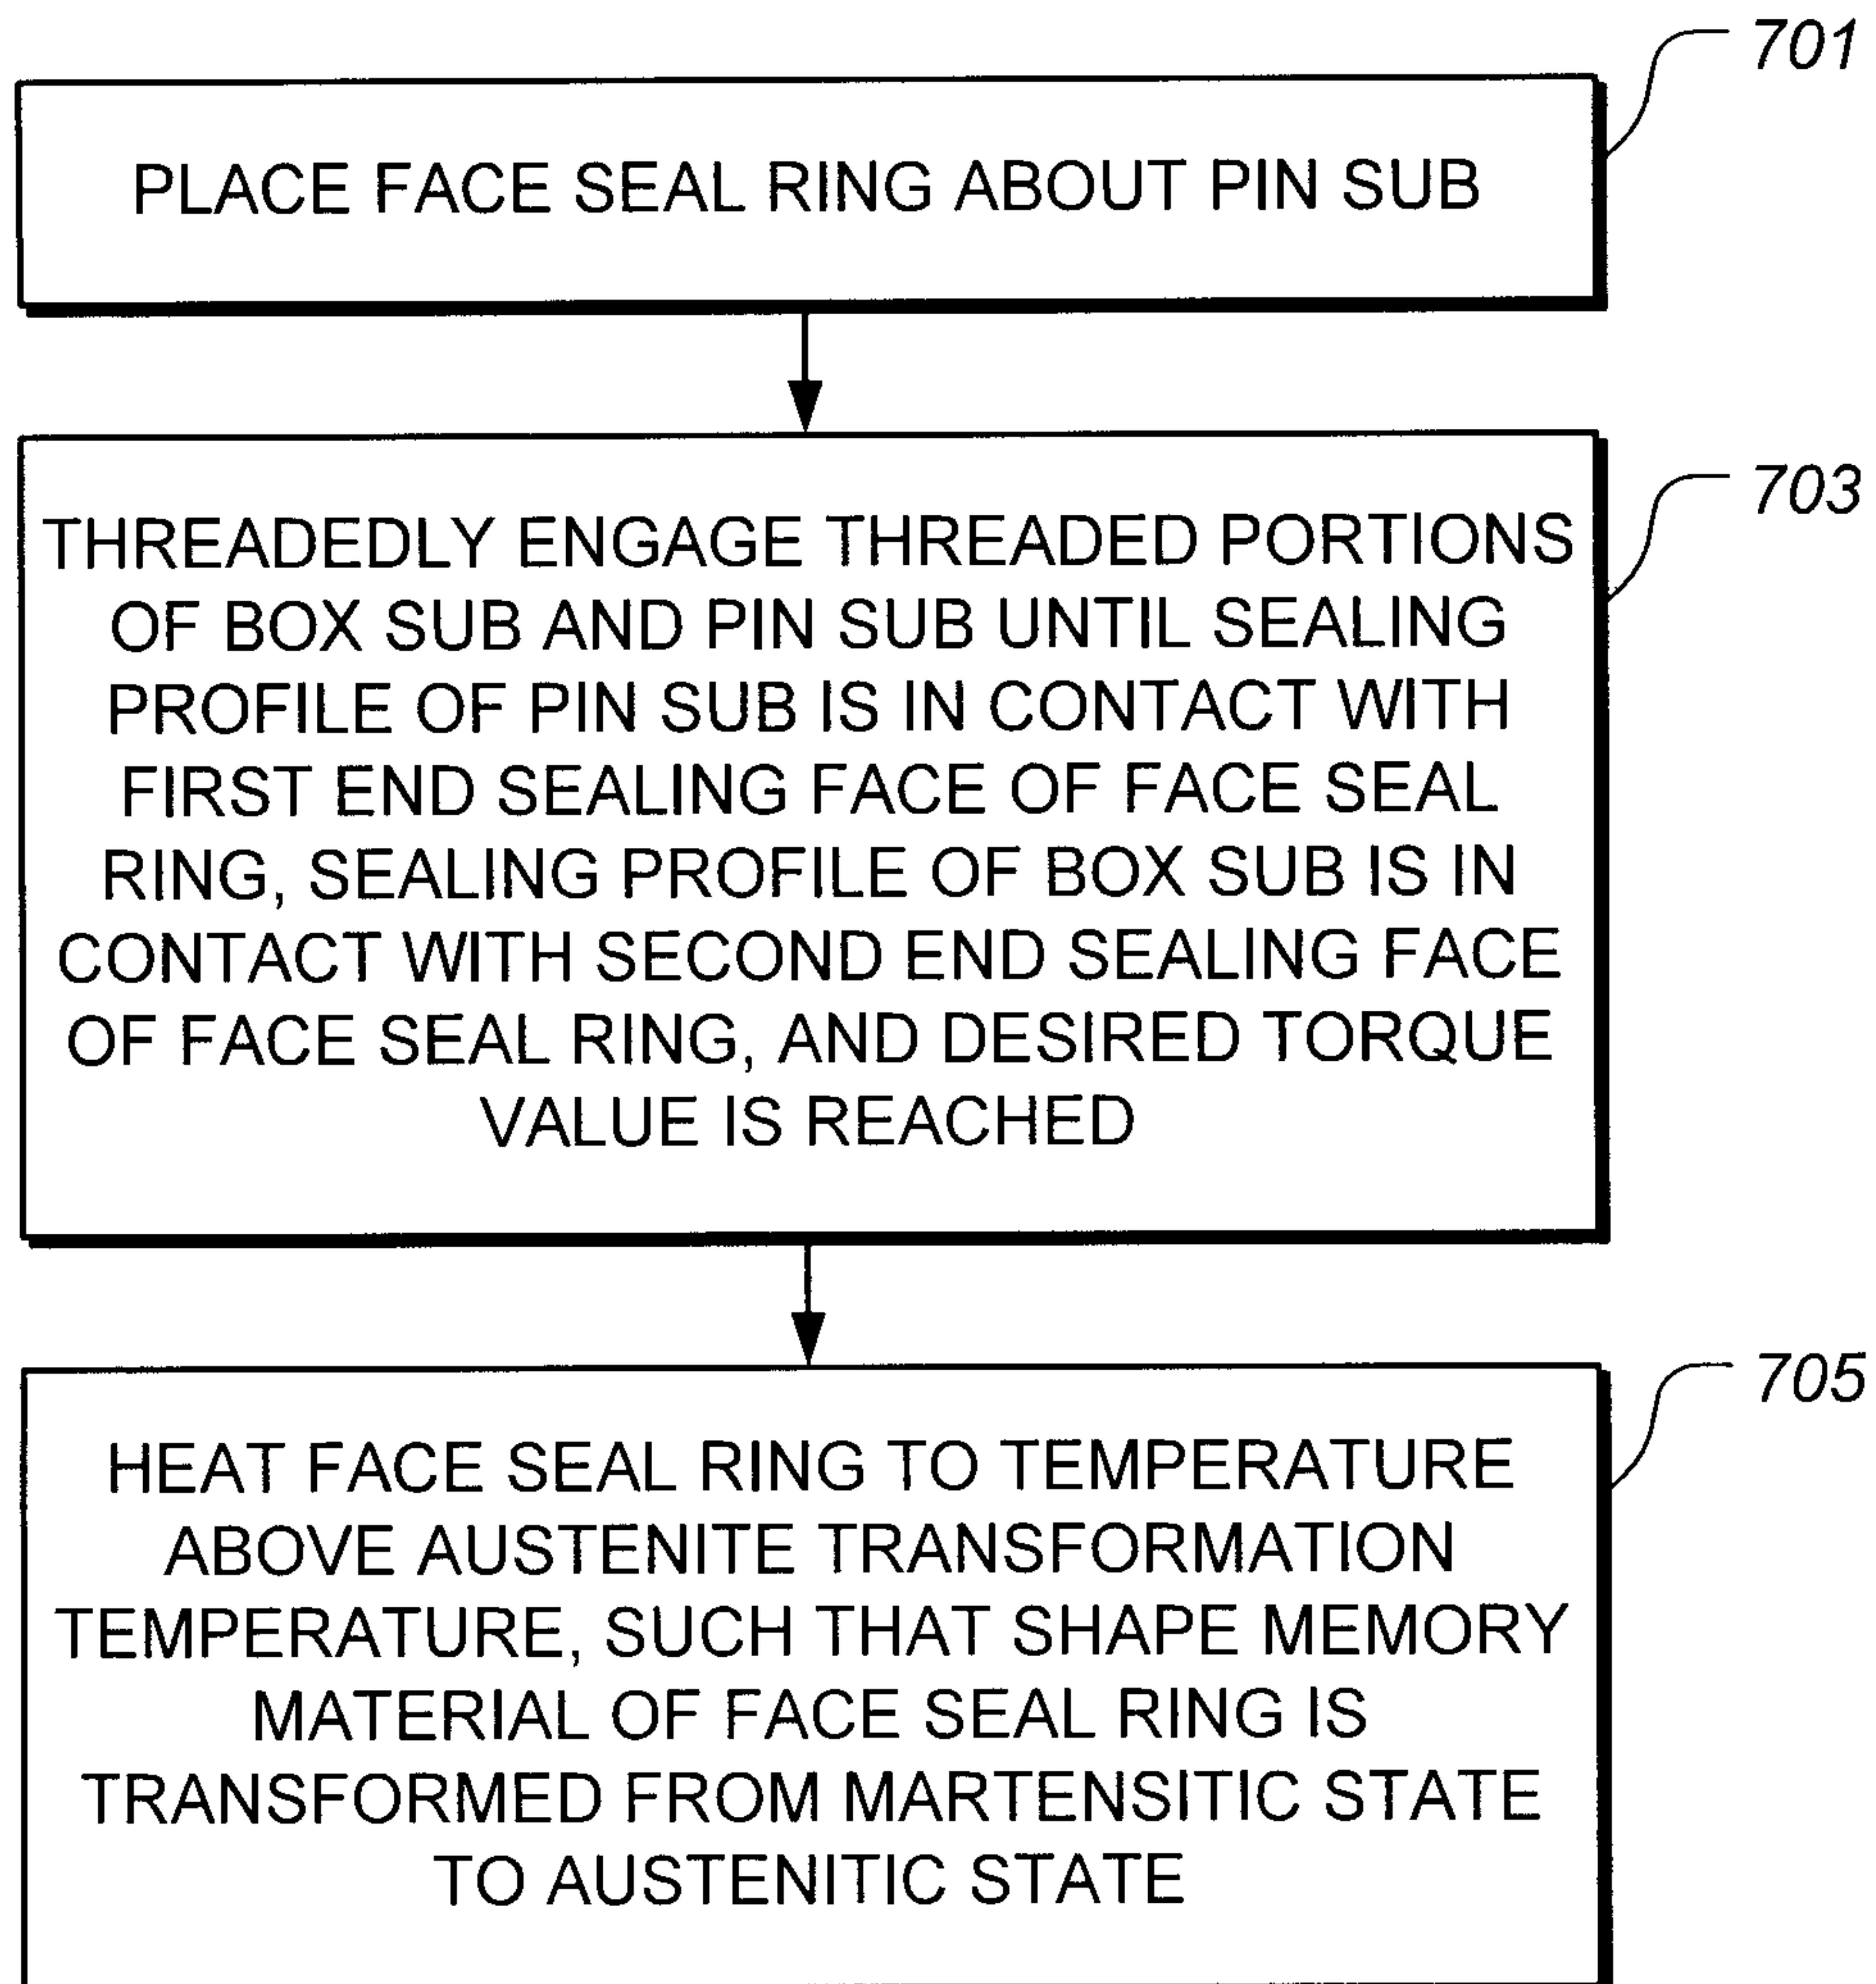 701
PLACE FACE SEAL RING ABOUT PIN SUB
703
THREADEDLY ENGAGE THREADED PORTIONS
OF BOX SUB AND PIN SUB UNTIL SEALING
PROFILE OF PIN SUB IS IN CONTACT WITH
FIRST END SEALING FACE OF FACE SEAL
RING, SEALING PROFILE OF BOX SUB IS IN
CONTACT WITH SECOND END SEALING FACE
OF FACE SEAL RING, AND DESIRED TORQUE
VALUE IS REACHED
705
HEAT FACE SEAL RING TO TEMPERATURE
ABOVE AUSTENITE TRANSFORMATION
TEMPERATURE, SUCH THAT SHAPE MEMORY
MATERIAL OF FACE SEAL RING IS
TRANSFORMED FROM MARTENSITIC STATE
TO AUSTENITIC STATE